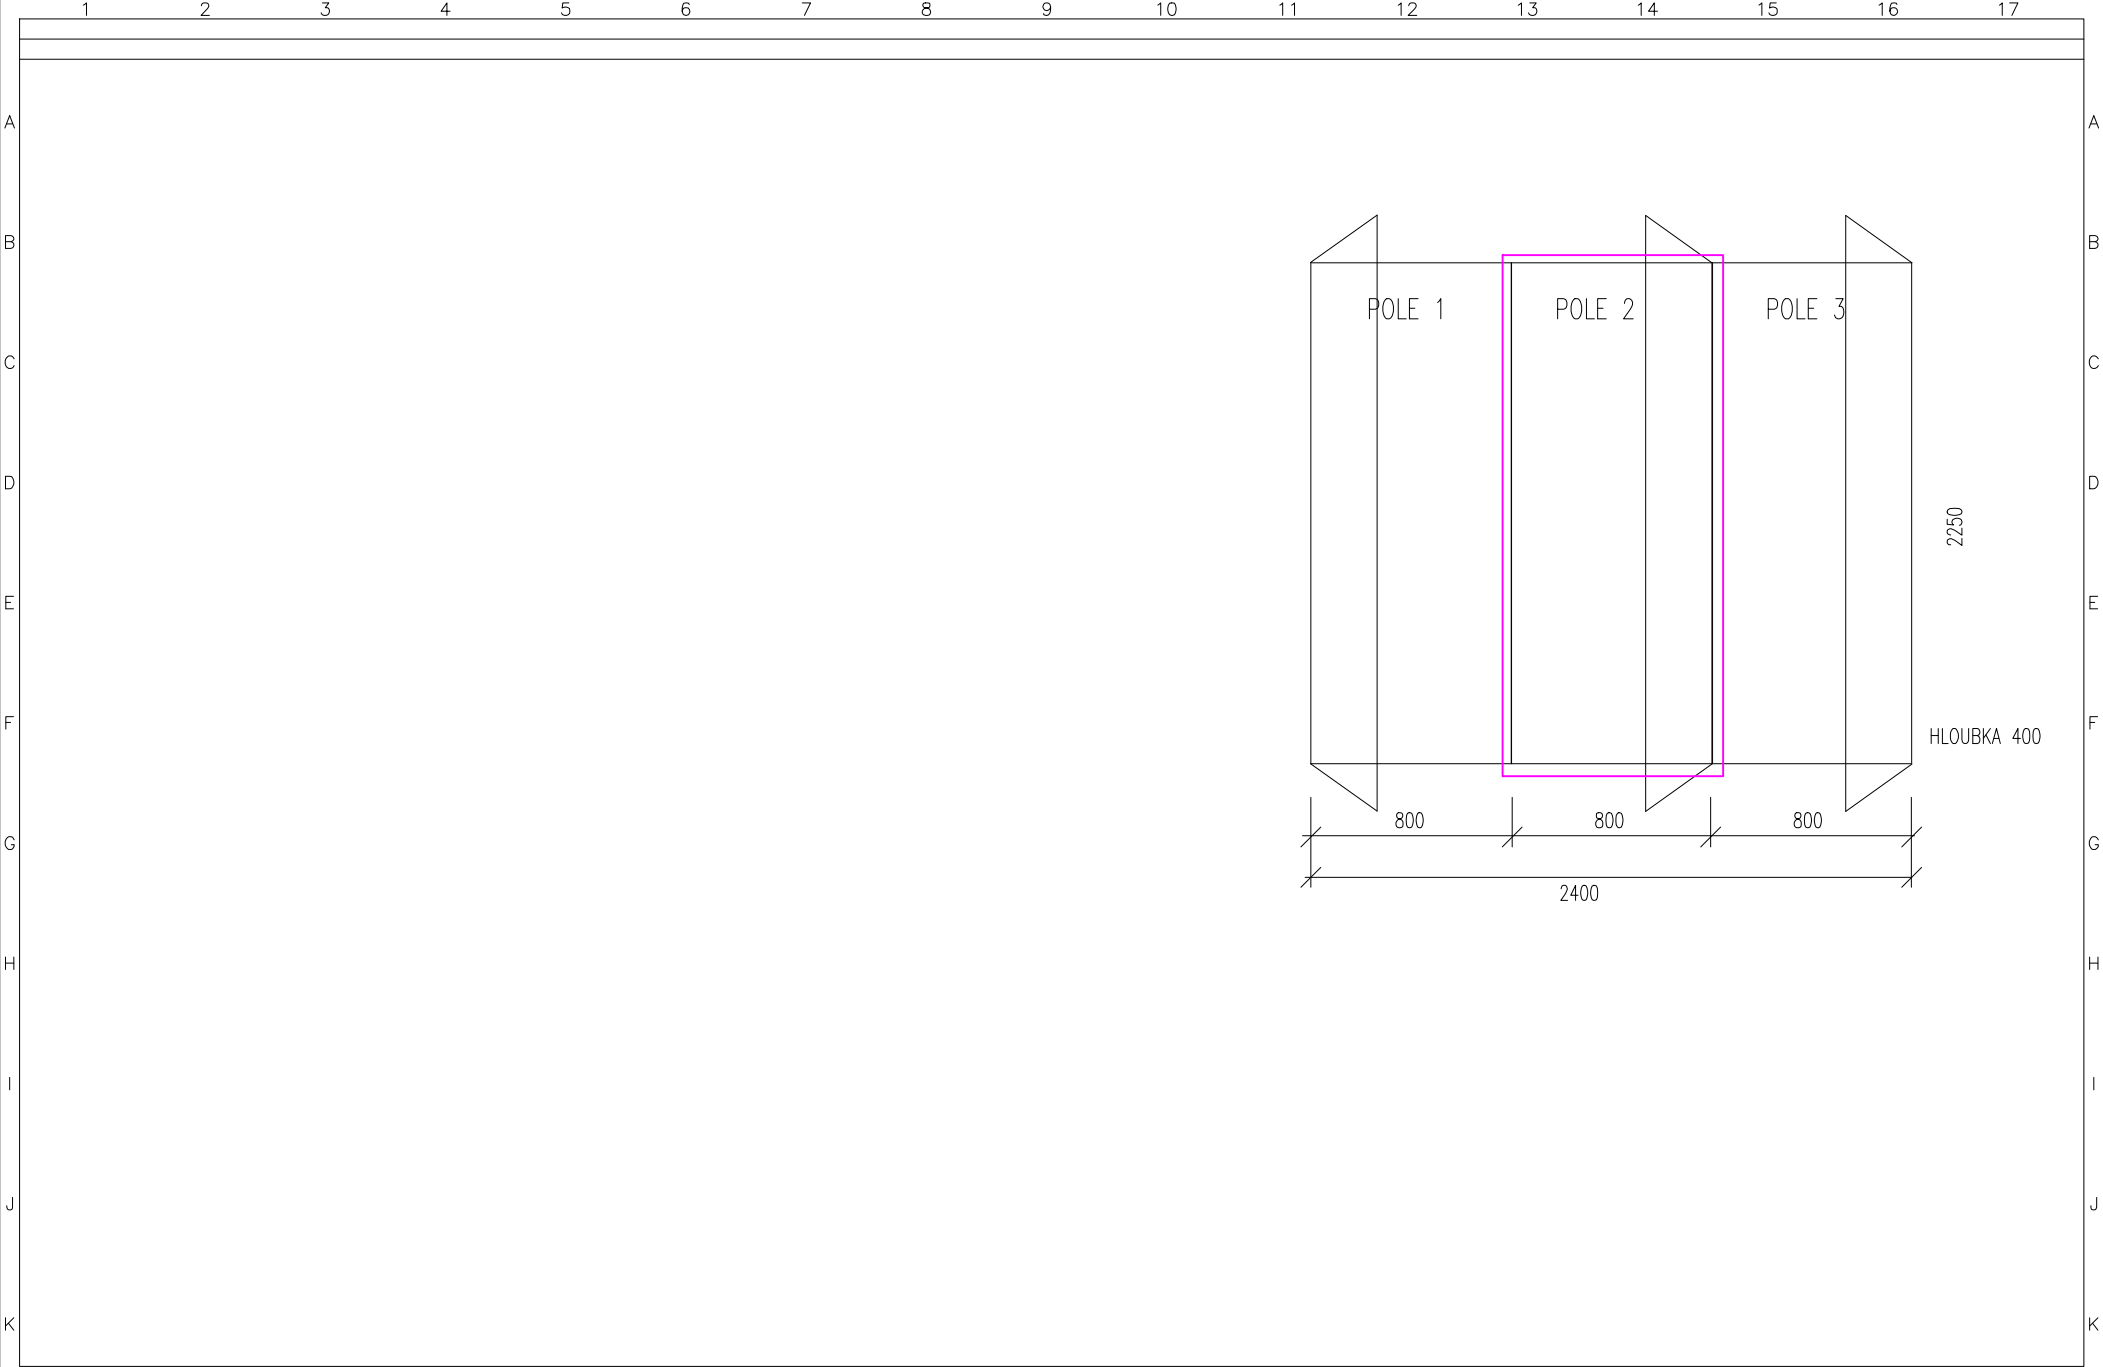 1 2 3 4 5 6 7 8 9 10 11 12 13 14 15 16 17
A A
B B
POLE 1 POLE 2 POLE 3
C C
D D
2250
E E
F F
HLOUBKA 400
800 800 800
G G
2400
H H
I I
J J
K K